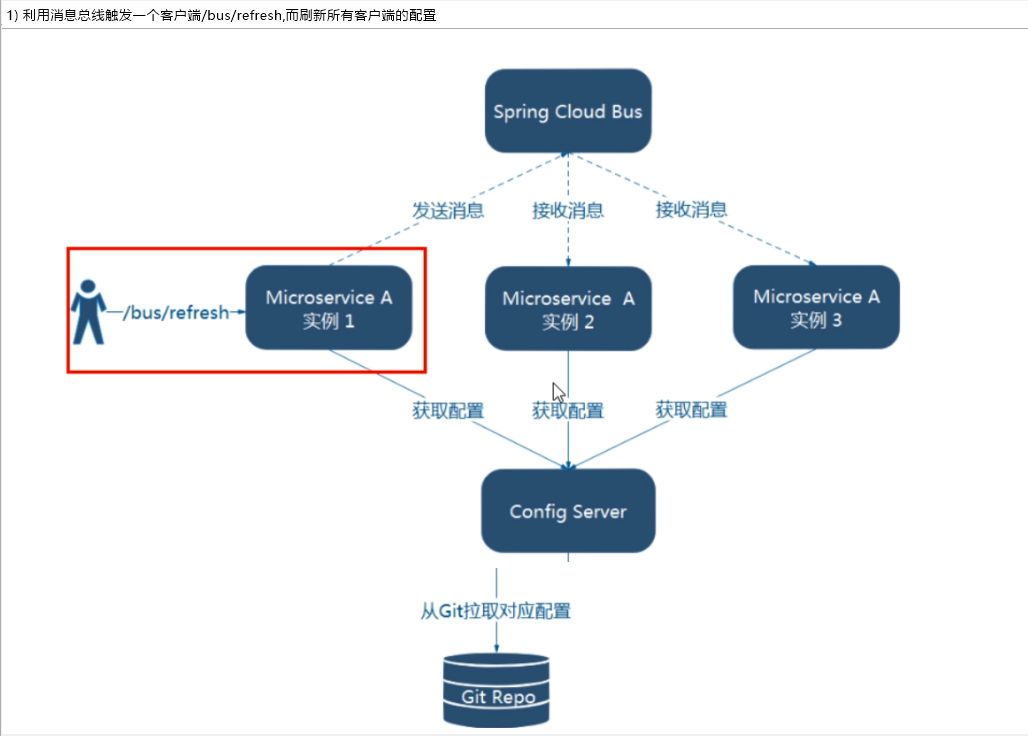 1) 利用消息总线触发一个客户端/bus/refresh,而刷新所有客户端的配置
Spring Cloud Bus
发送消息
接收消息
接收消息
/bus/refresh
Microservice A
实例 1
Microservice A
实例 2
Microservice A
实例 3
获取配置
获取配置
获取配置
Config Server
从Git拉取对应配置
Git Repo